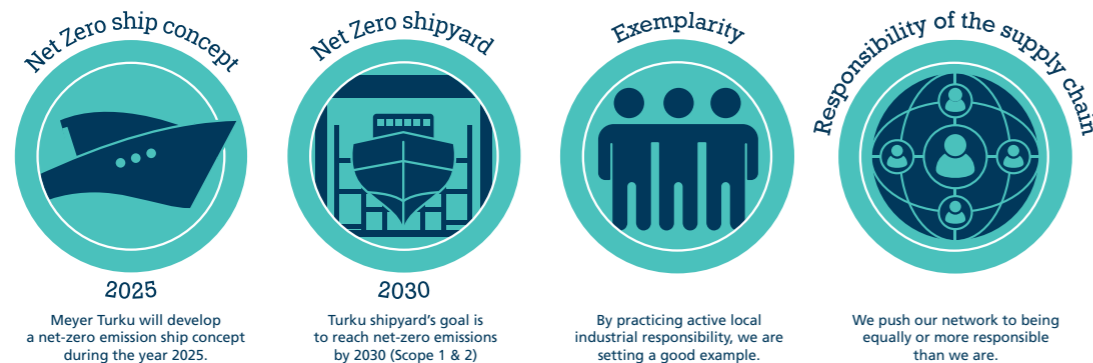 Net Zero ship concept
2025
Meyer Turku will develop
a net-zero emission ship concept
during the year 2025.
Net Zero shipyard
2030
Turku shipyard's goal is
to reach net-zero emissions
by 2030 (Scope 1 & 2)
Exemplarity
By practicing active local
industrial responsibility, we are
setting a good example.
Responsibility of the supply chain
We push our network to being
equally or more responsible
than we are.